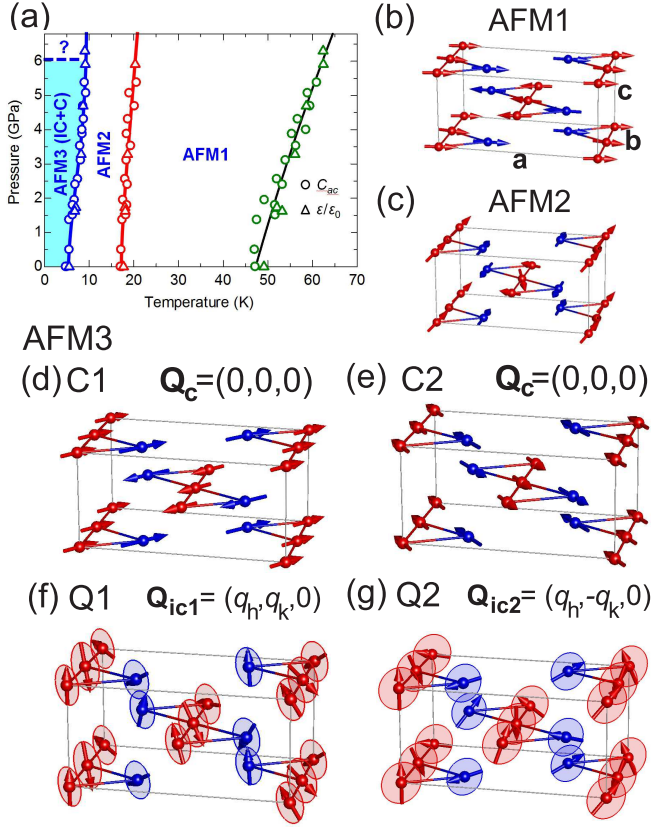 (a)
?
AFM3 (IC+C)
AFM2
AFM1
C_ac
ε/ε₀
Pressure (GPa)
6
5
4
3
2
1
0
0 10 20 30 40 50 60 70
Temperature (K)
(b) AFM1
c
b
a
(c) AFM2
AFM3
(d) C1 Q_c=(0,0,0)
(e) C2 Q_c=(0,0,0)
(f) Q1 Q_ic1= (q_h,q_k,0)
(g) Q2 Q_ic2= (q_h,-q_k,0)